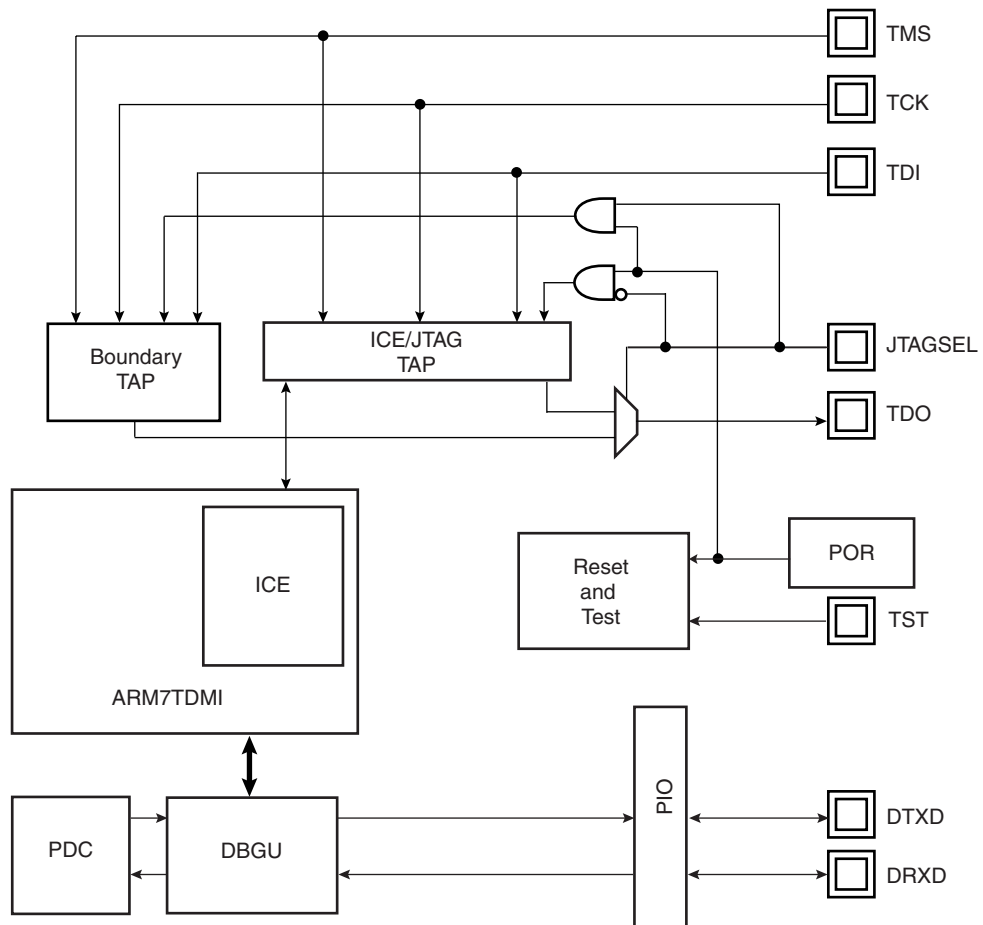 TMS
TCK
TDI
Boundary
TAP
ICE/JTAG
TAP
JTAGSEL
TDO
Reset
and
Test
POR
TST
ICE
ARM7TDMI
PDC
DBGU
PIO
DTXD
DRXD